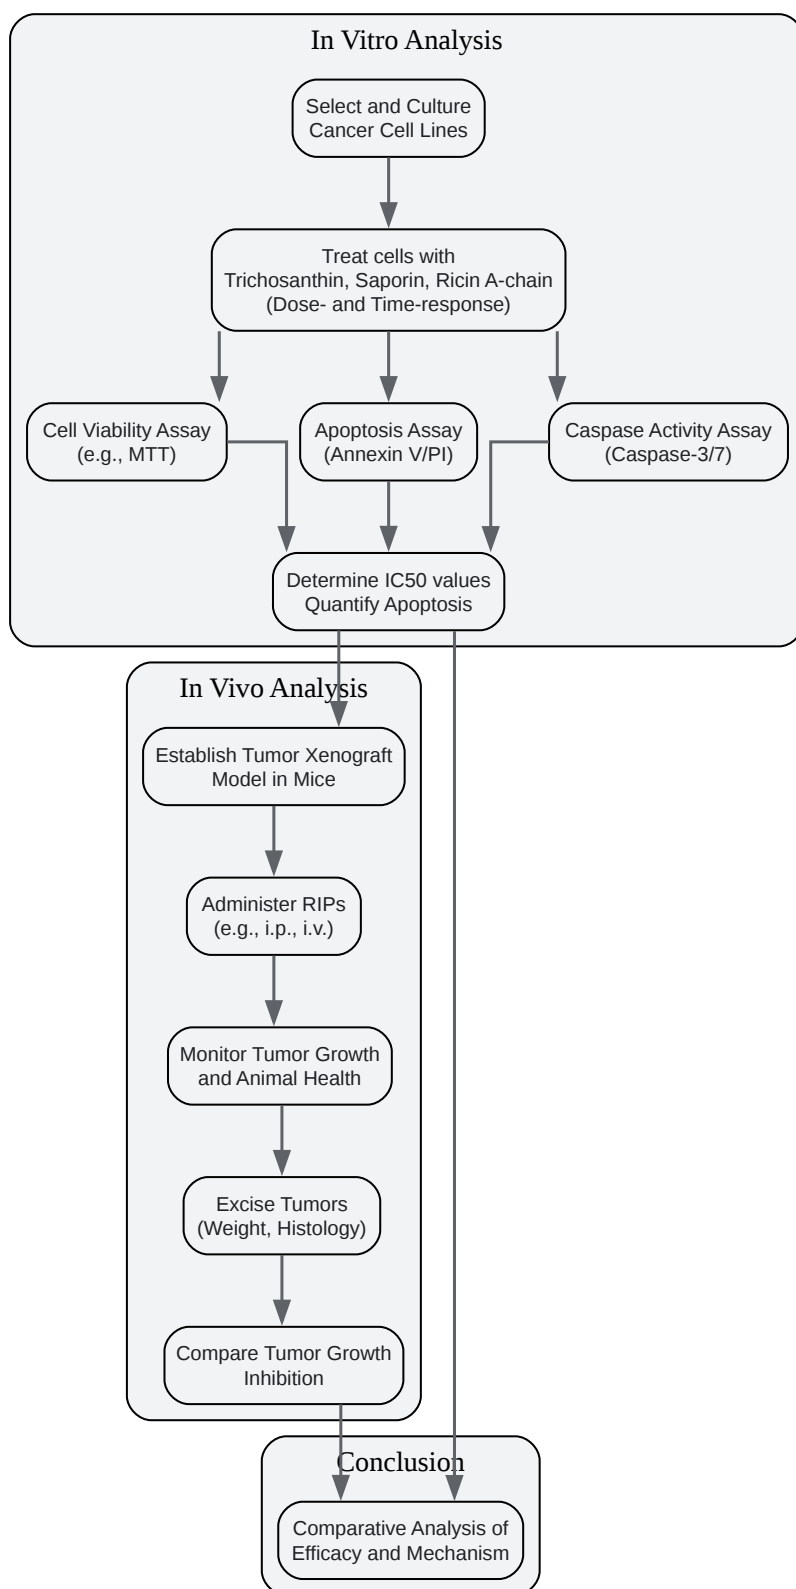 In Vitro Analysis
Select and Culture
Cancer Cell Lines
Treat cells with
Trichosanthin, Saporin, Ricin A-chain
(Dose- and Time-response)
Cell Viability Assay
(e.g., MTT)
Apoptosis Assay
(Annexin V/PI)
Caspase Activity Assay
(Caspase-3/7)
Determine IC50 values
Quantify Apoptosis
In Vivo Analysis
Establish Tumor Xenograft
Model in Mice
Administer RIPs
(e.g., i.p., i.v.)
Monitor Tumor Growth
and Animal Health
Excise Tumors
(Weight, Histology)
Compare Tumor Growth
Inhibition
Conclusion
Comparative Analysis of
Efficacy and Mechanism